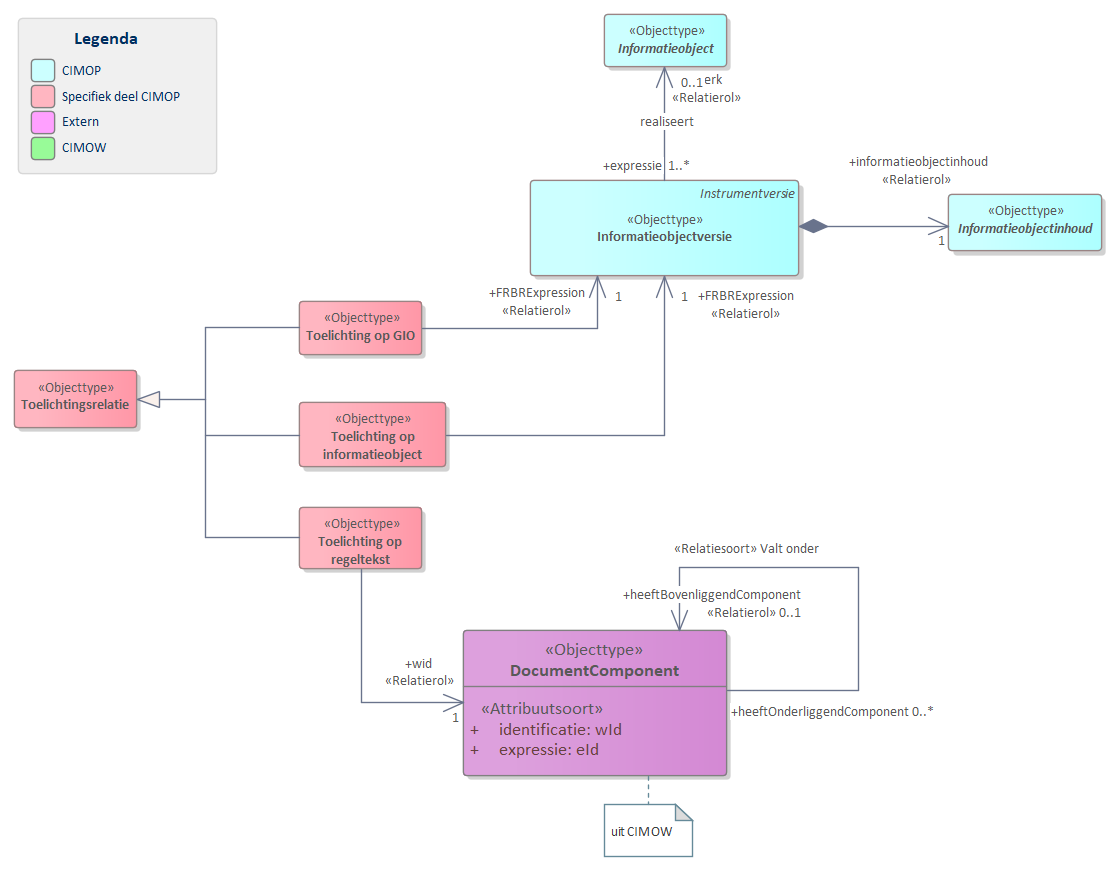 Legenda
CIMOP
Specifiek deel CIMOP
Extern
CIMOW
«Objecttype»
Informatieobject
0..1
erk
«Relatierol»
realiseert
+expressie 1..*
Instrumentversie
«Objecttype»
Informatieobjectversie
+informatieobjectinhoud
«Relatierol»
1
«Objecttype»
Informatieobjectinhoud
+FRBRExpression
«Relatierol»
1
1
+FRBRExpression
«Relatierol»
«Objecttype»
Toelichting op GIO
«Objecttype»
Toelichtingsrelatie
«Objecttype»
Toelichting op
informatieobject
«Objecttype»
Toelichting op
regeltekst
«Relatiesoort» Valt onder
+heeftBovenliggendComponent
«Relatierol» 0..1
+wid
«Relatierol»
1
«Objecttype»
DocumentComponent
«Attribuutsoort»
+ identificatie: wId
+ expressie: eId
+heeftOnderliggendComponent 0..*
uit CIMOW